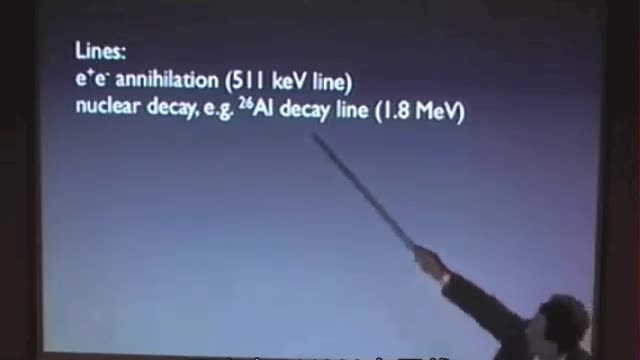 Lines:
e⁺e⁻ annihilation (511 keV line)
nuclear decay, e.g. ²⁶Al decay line (1.8 MeV)